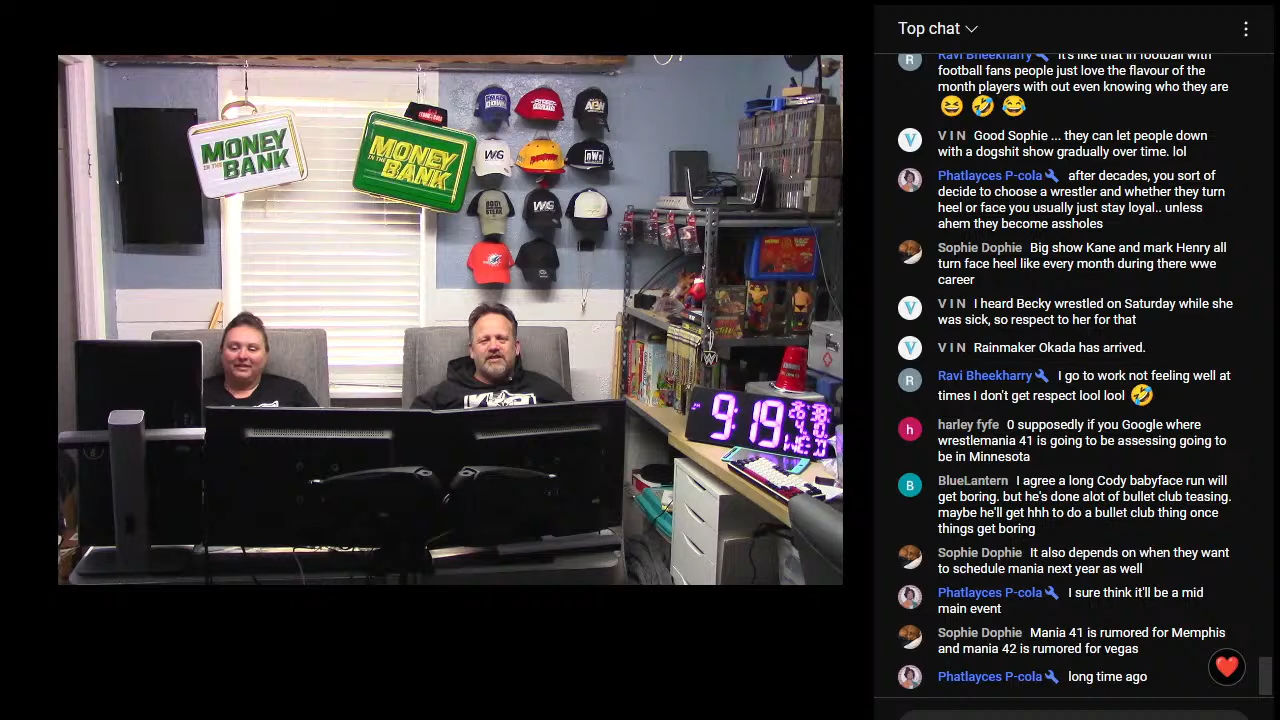 MONEY
IN THE
BANK
MONEY
IN THE
BANK
DOWN
AEW
WG
nWo
BODY
SLAM
9:19
Top chat
Ravi Bheekharry It's like that in football with
football fans people just love the flavour of the
month players with out even knowing who they are
😆 🤣 😂
V I N Good Sophie ... they can let people down
with a dogshit show gradually over time. lol
Phatlayces P-cola after decades, you sort of
decide to choose a wrestler and whether they turn
heel or face you usually just stay loyal.. unless
ahem they become assholes
Sophie Dophie Big show Kane and mark Henry all
turn face heel like every month during there wwe
career
V I N I heard Becky wrestled on Saturday while she
was sick, so respect to her for that
V I N Rainmaker Okada has arrived.
Ravi Bheekharry I go to work not feeling well at
times I don't get respect lool lool 🤣
harley fyfe 0 supposedly if you Google where
wrestlemania 41 is going to be assessing going to
be in Minnesota
BlueLantern I agree a long Cody babyface run will
get boring. but he's done alot of bullet club teasing.
maybe he'll get hhh to do a bullet club thing once
things get boring
Sophie Dophie It also depends on when they want
to schedule mania next year as well
Phatlayces P-cola I sure think it'll be a mid
main event
Sophie Dophie Mania 41 is rumored for Memphis
and mania 42 is rumored for vegas
Phatlayces P-cola long time ago